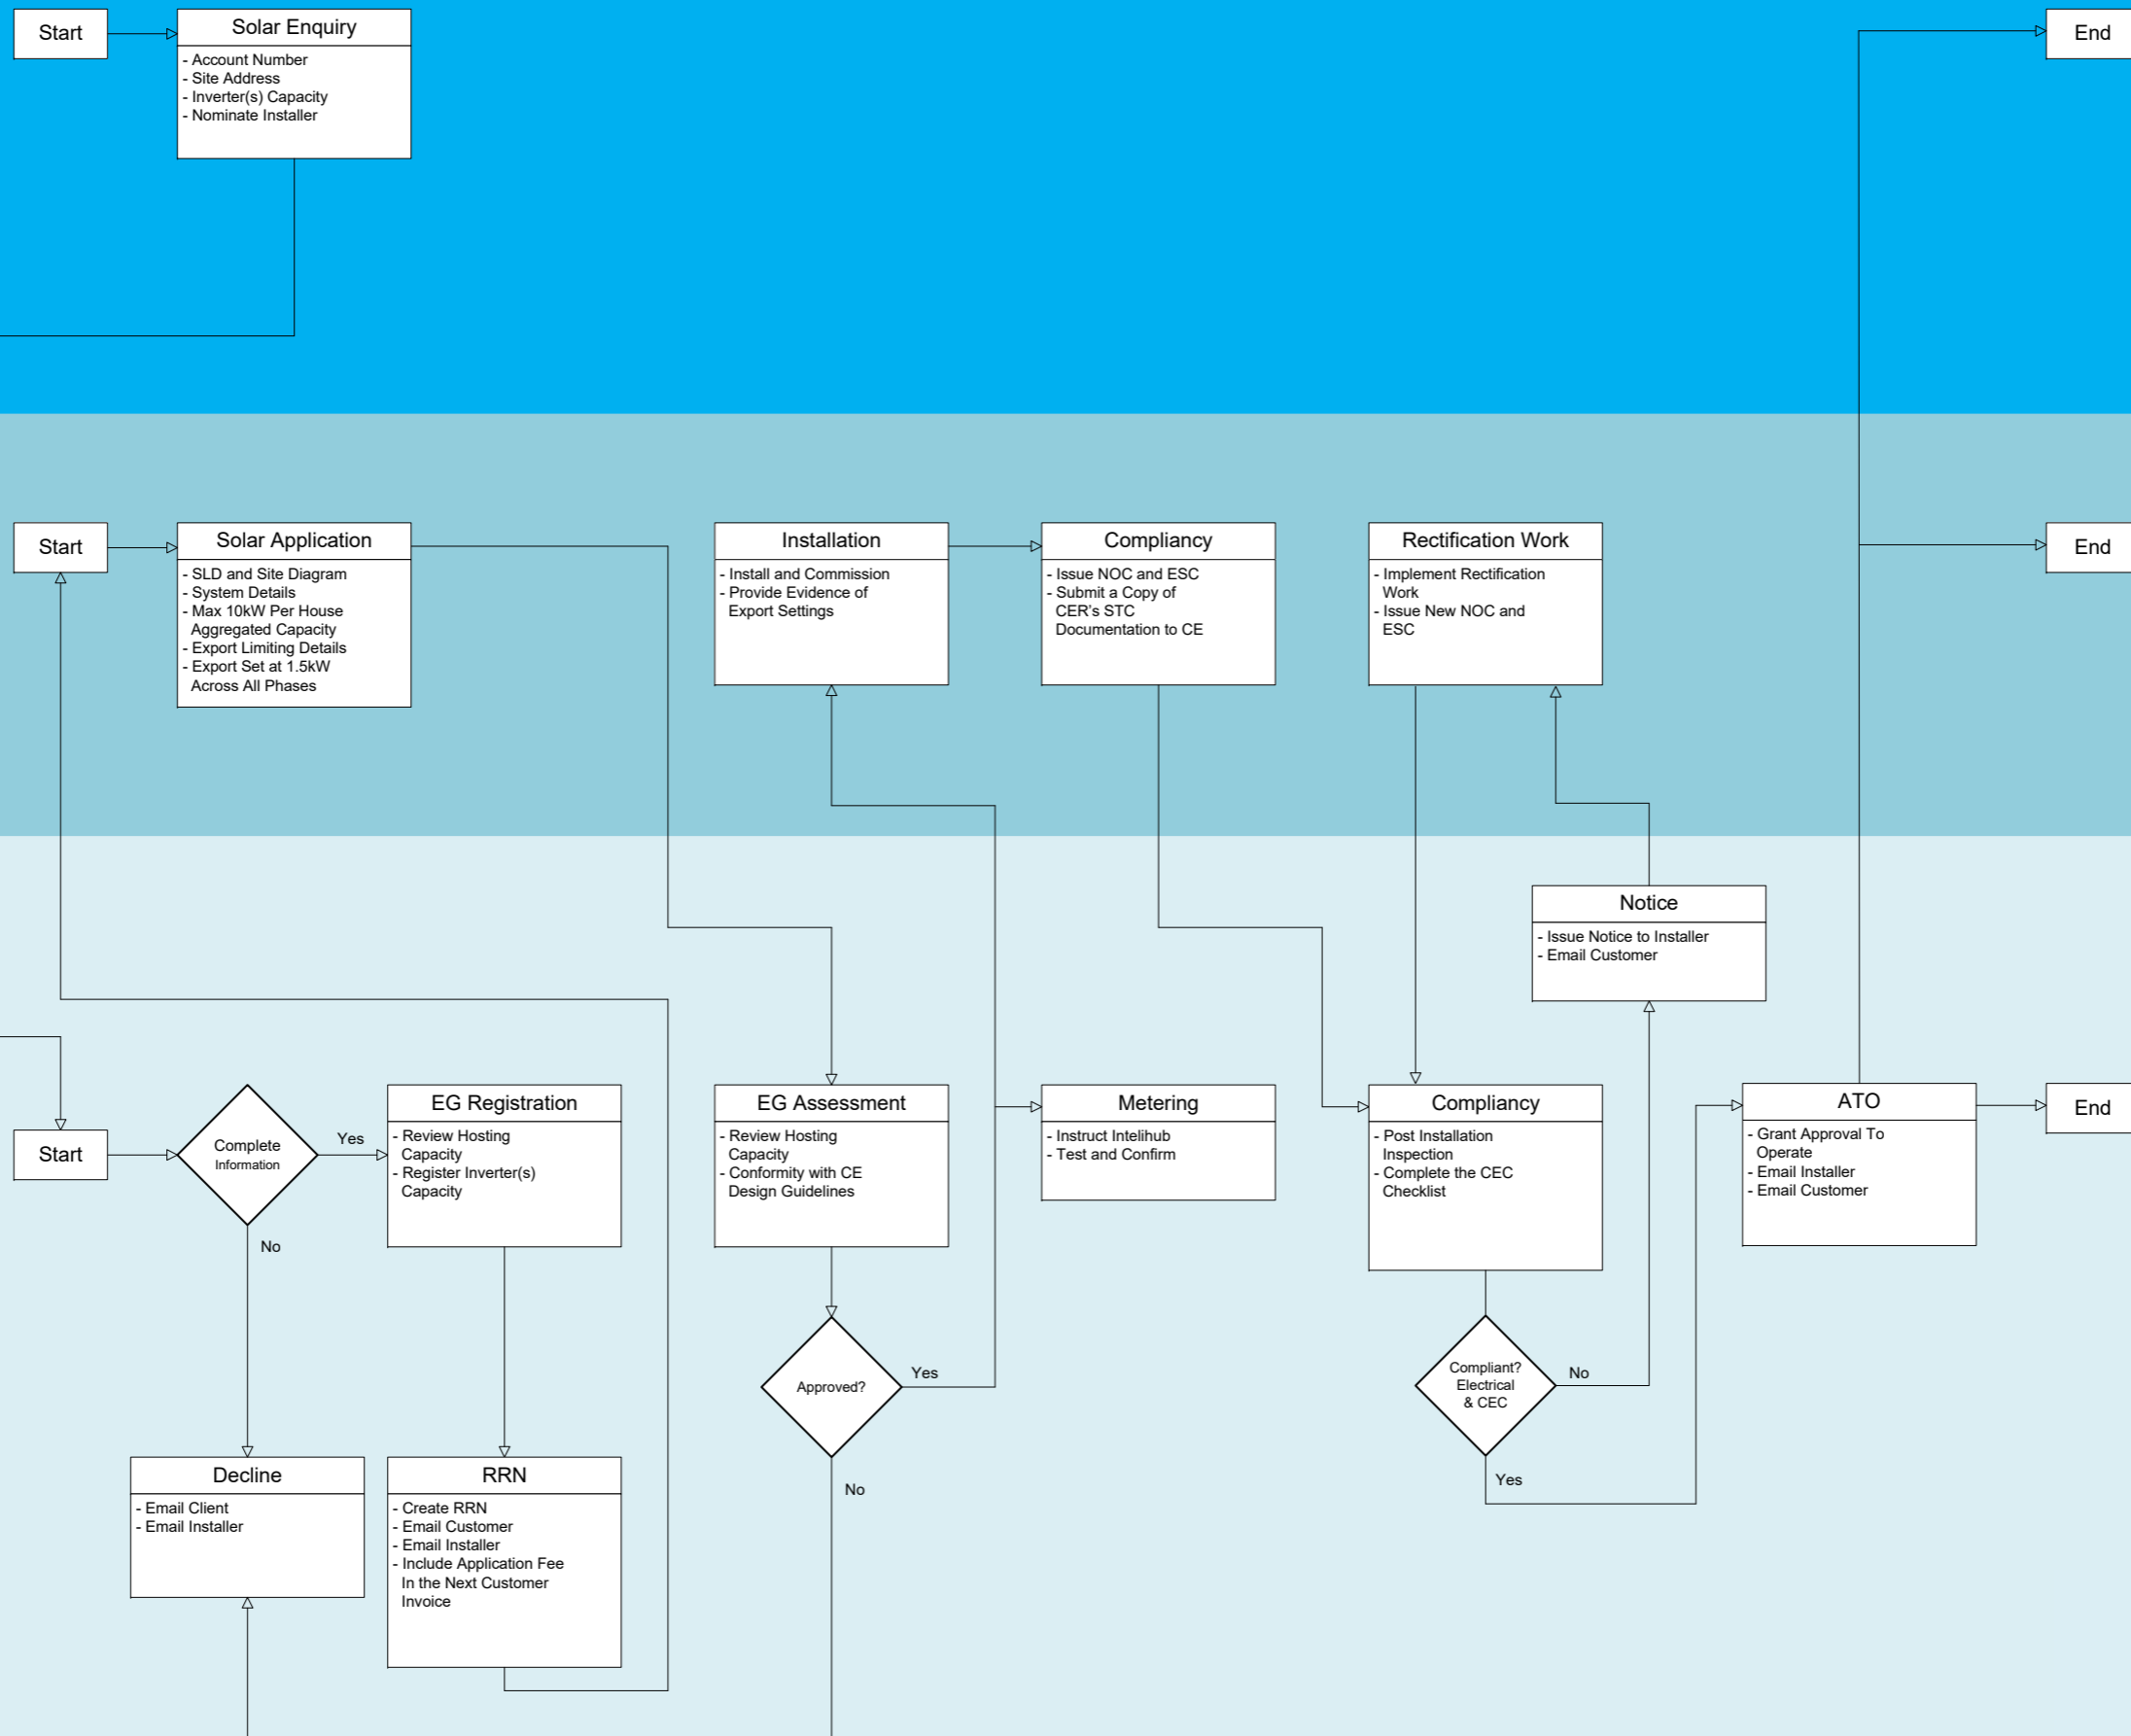 Start
Solar Enquiry
- Account Number
- Site Address
- Inverter(s) Capacity
- Nominate Installer
End
Start
Solar Application
- SLD and Site Diagram
- System Details
- Max 10kW Per House
Aggregated Capacity
- Export Limiting Details
- Export Set at 1.5kW
Across All Phases
Installation
- Install and Commission
- Provide Evidence of
Export Settings
Compliancy
- Issue NOC and ESC
- Submit a Copy of
CER's STC
Documentation to CE
Rectification Work
- Implement Rectification
Work
- Issue New NOC and
ESC
End
Notice
- Issue Notice to Installer
- Email Customer
Start
Complete
Information
Yes
No
EG Registration
- Review Hosting
Capacity
- Register Inverter(s)
Capacity
EG Assessment
- Review Hosting
Capacity
- Conformity with CE
Design Guidelines
Metering
- Instruct Intelihub
- Test and Confirm
Compliancy
- Post Installation
Inspection
- Complete the CEC
Checklist
ATO
- Grant Approval To
Operate
- Email Installer
- Email Customer
End
Approved?
Yes
No
Compliant?
Electrical
& CEC
No
Yes
Decline
- Email Client
- Email Installer
RRN
- Create RRN
- Email Customer
- Email Installer
- Include Application Fee
In the Next Customer
Invoice